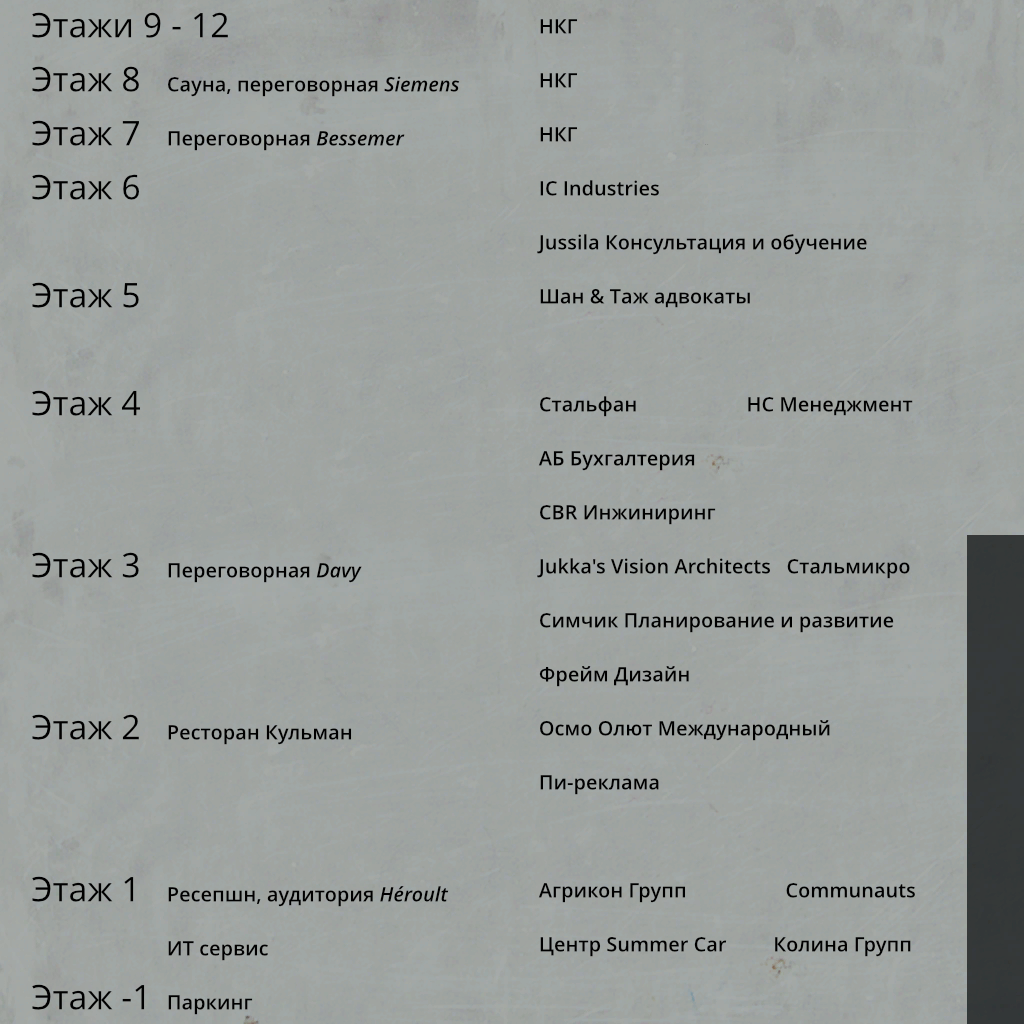 Этажи 9 - 12 НКГ
Этаж 8 Сауна, переговорная Siemens НКГ
Этаж 7 Переговорная Bessemer НКГ
Этаж 6 IC Industries
Jussila Консультация и обучение
Этаж 5 Шан & Таж адвокаты
Этаж 4 Стальфан НС Менеджмент
АБ Бухгалтерия
CBR Инжиниринг
Этаж 3 Переговорная Davy Jukka's Vision Architects Стальмикро
Симчик Планирование и развитие
Фрейм Дизайн
Этаж 2 Ресторан Кульман Осмо Олют Международный
Пи-реклама
Этаж 1 Ресепшн, аудитория Héroult Агрикон Групп Communauts
ИТ сервис Центр Summer Car Колина Групп
Этаж -1 Паркинг